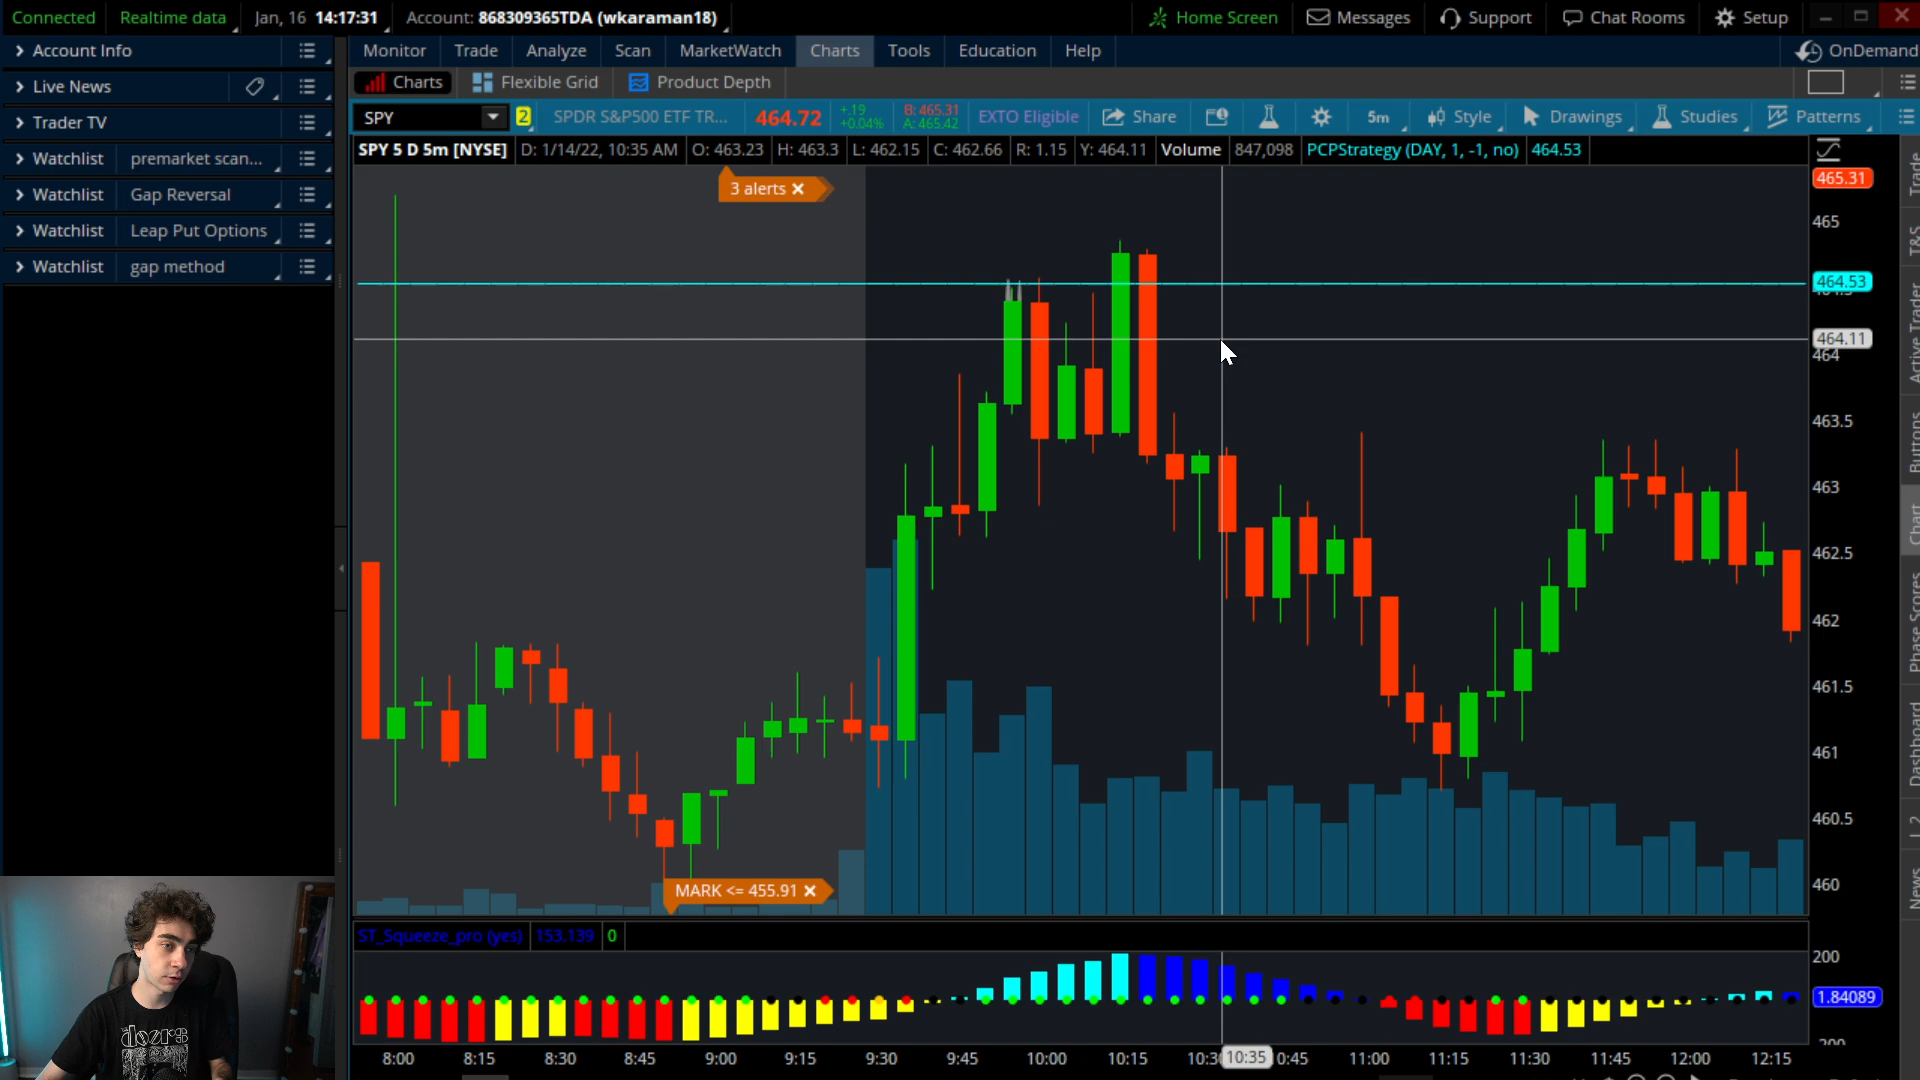 Connected Realtime data Jan, 16 14:17:31 Account: 868309365TDA (wkaraman18) Home Screen Messages Support Chat Rooms Setup
Account Info
Live News
Trader TV
Watchlist premarket scan...
Watchlist Gap Reversal
Watchlist Leap Put Options
Watchlist gap method
Monitor Trade Analyze Scan MarketWatch Charts Tools Education Help OnDemand
Charts Flexible Grid Product Depth
SPY 2 SPDR S&P500 ETF TR... 464.72 +.19 +0.04% B: 465.31 A: 465.42 EXTO Eligible Share 5m Style Drawings Studies Patterns
SPY 5 D 5m [NYSE] D: 1/14/22, 10:35 AM O: 463.23 H: 463.3 L: 462.15 C: 462.66 R: 1.15 Y: 464.11 Volume 847,098 PCPStrategy (DAY, 1, -1, no) 464.53
3 alerts
465.31
465
464.53
464.11
464
463.5
463
462.5
462
461.5
461
460.5
460
MARK <= 455.91
ST_Squeeze_pro (yes) 153.139 0
200
1.84089
8:00 8:15 8:30 8:45 9:00 9:15 9:30 9:45 10:00 10:15 10:35 11:00 11:15 11:30 11:45 12:00 12:15
Trade
T&S
Active Trader
Buttons
Chart
Phase Scores
Dashboard
L 2
News
doors